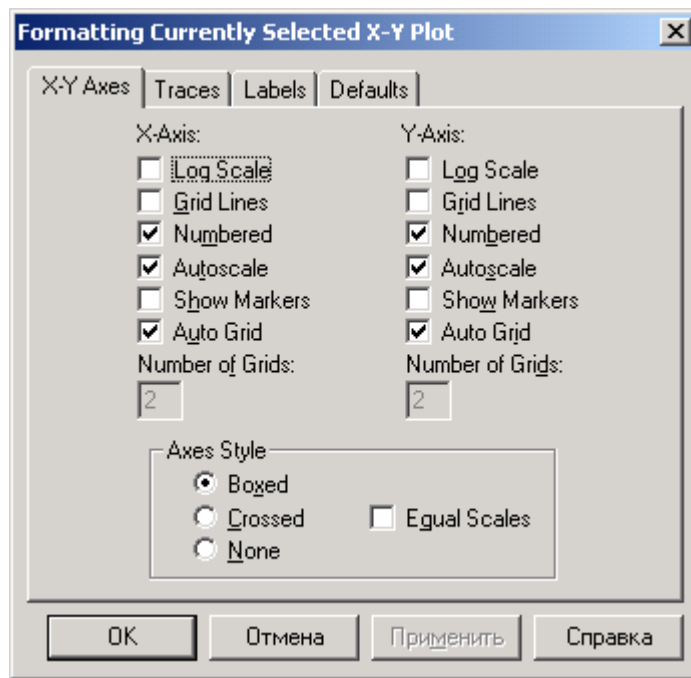 Formatting Currently Selected X-Y Plot
X-Y Axes Traces Labels Defaults
X-Axis: Y-Axis:
Log Scale Log Scale
Grid Lines Grid Lines
Numbered Numbered
Autoscale Autoscale
Show Markers Show Markers
Auto Grid Auto Grid
Number of Grids: Number of Grids:
2 2
Axes Style
Boxed
Crossed Equal Scales
None
OK Отмена Применить Справка